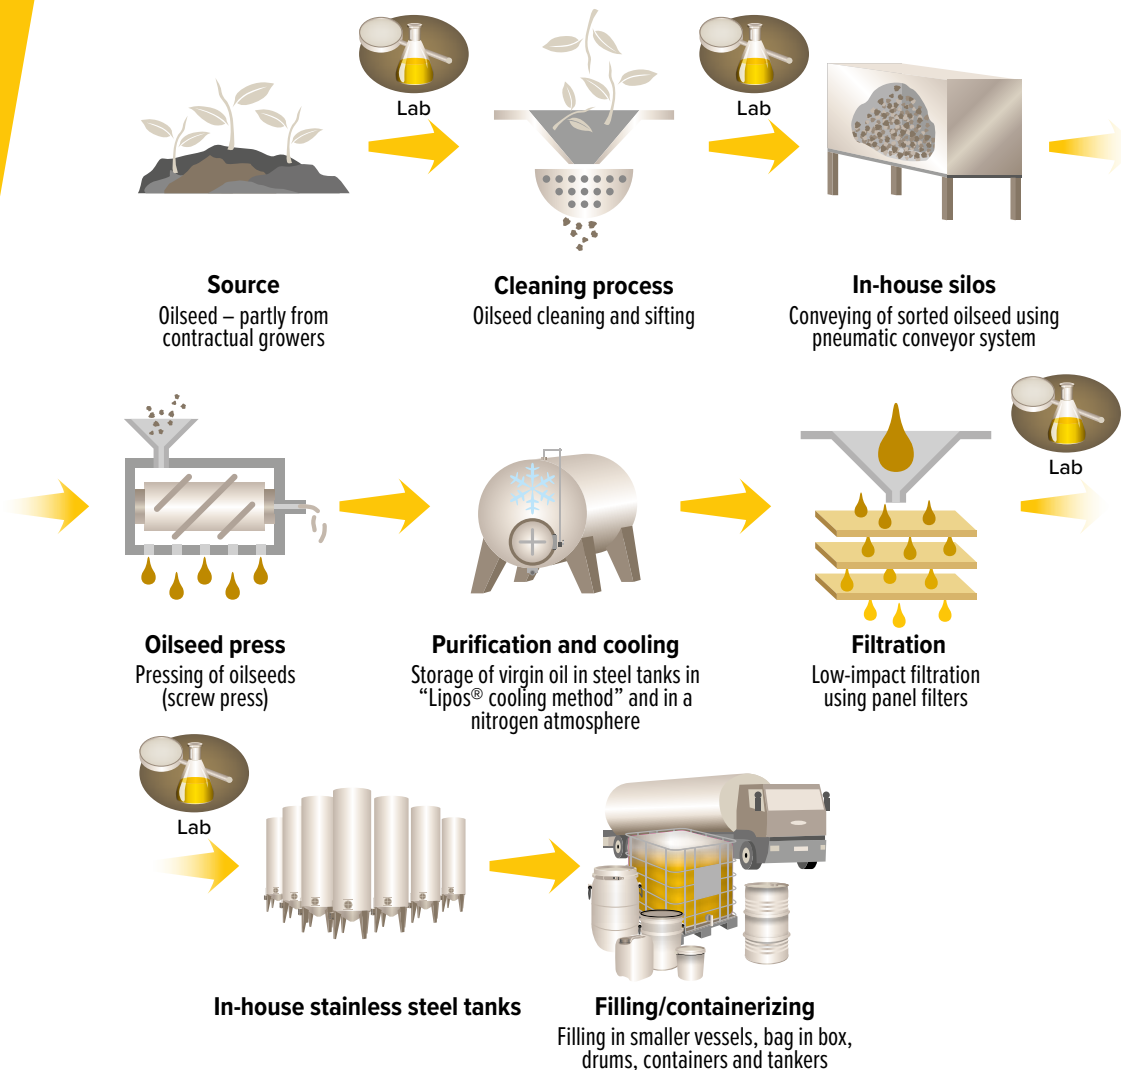 Lab
Lab
Source
Oilseed – partly from
contractual growers
Cleaning process
Oilseed cleaning and sifting
In-house silos
Conveying of sorted oilseed using
pneumatic conveyor system
Lab
Oilseed press
Pressing of oilseeds
(screw press)
Purification and cooling
Storage of virgin oil in steel tanks in
“Lipos® cooling method” and in a
nitrogen atmosphere
Filtration
Low-impact filtration
using panel filters
Lab
In-house stainless steel tanks
Filling/containerizing
Filling in smaller vessels, bag in box,
drums, containers and tankers